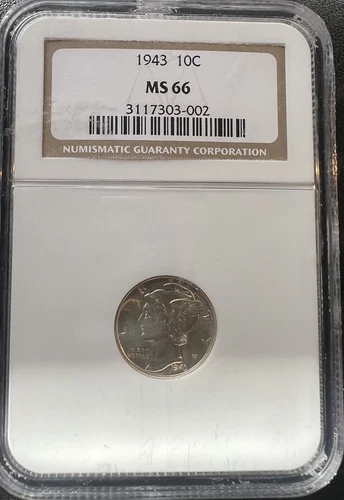 1943 10C
MS 66
3117303-002
NUMISMATIC GUARANTY CORPORATION